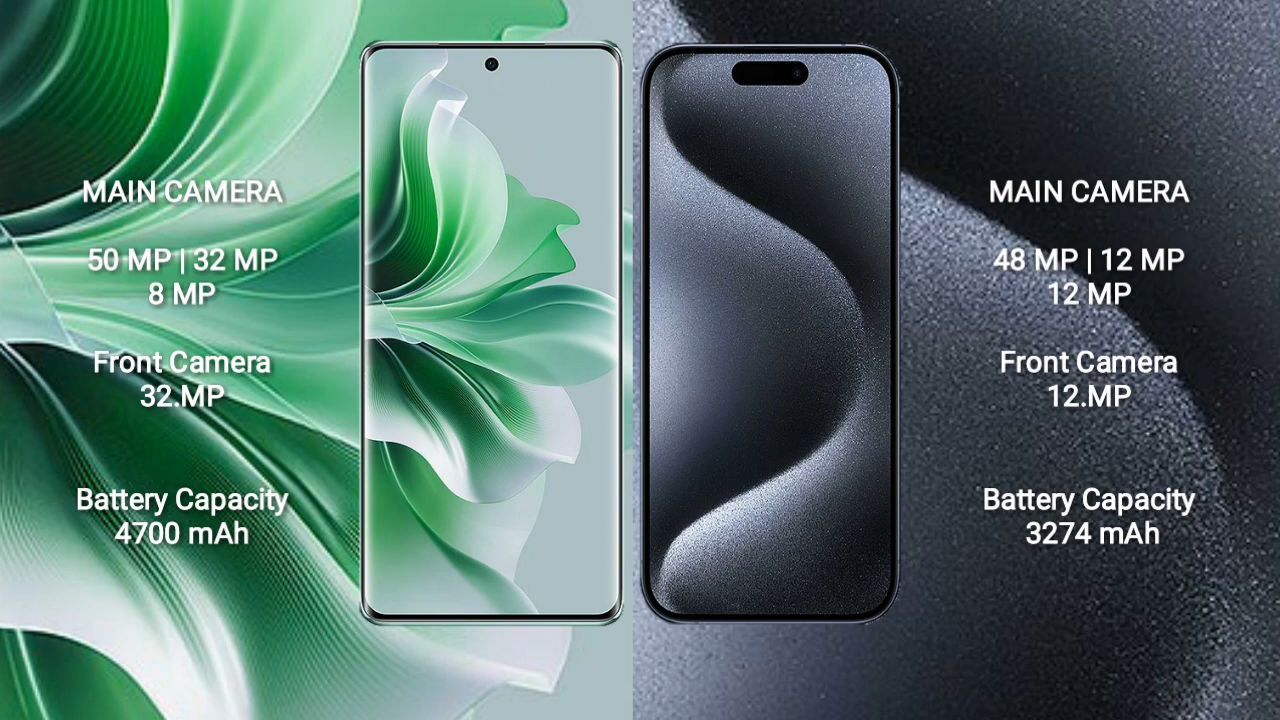 MAIN CAMERA
50 MP | 32 MP
8 MP
Front Camera
32.MP
Battery Capacity
4700 mAh
MAIN CAMERA
48 MP | 12 MP
12 MP
Front Camera
12.MP
Battery Capacity
3274 mAh